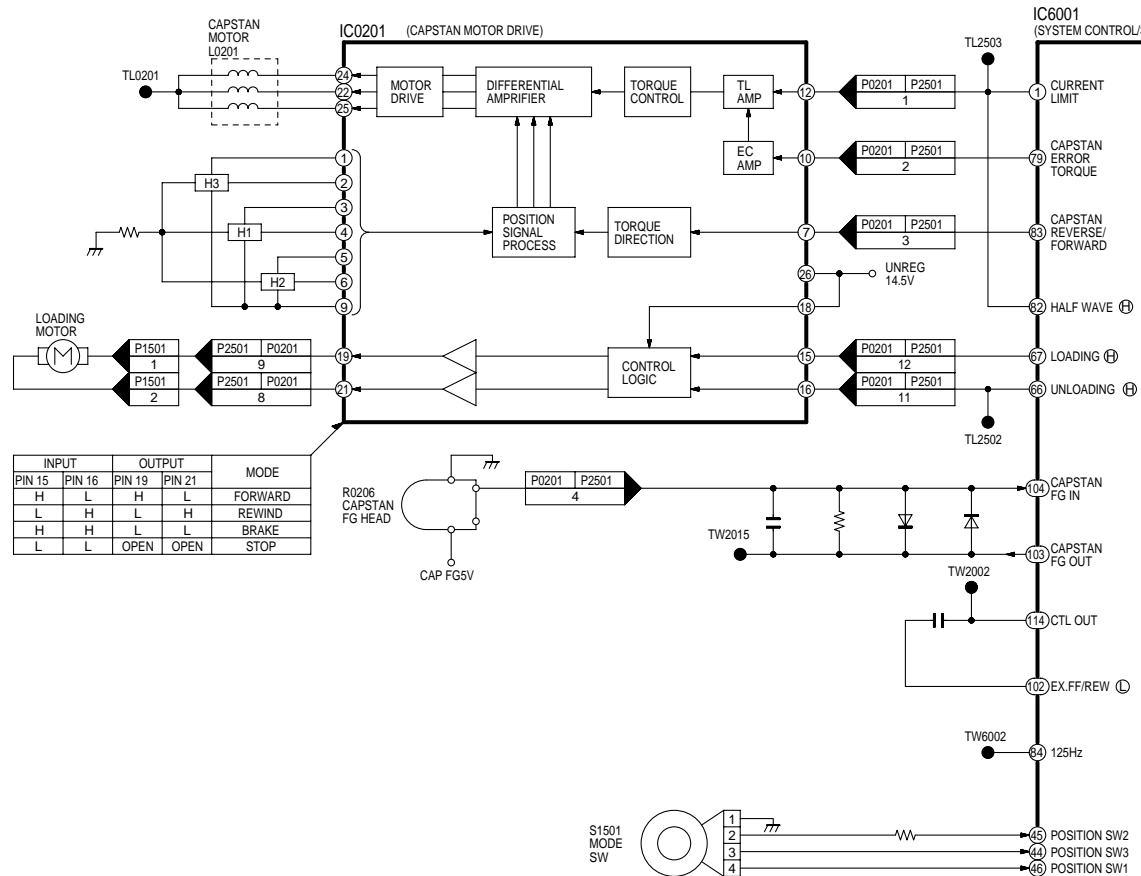 CAPSTAN
MOTOR
L0201
IC0201
(CAPSTAN MOTOR DRIVE)
IC6001
(SYSTEM CONTROL/
TL2503
TL0201
24
22
25
MOTOR
DRIVE
DIFFERENTIAL
AMPRIFIER
TORQUE
CONTROL
TL
AMP
12
P0201 P2501
1
1
CURRENT
LIMIT
EC
AMP
10
P0201 P2501
2
79
CAPSTAN
ERROR
TORQUE
1
2
3
4
5
6
9
H3
H1
H2
POSITION
SIGNAL
PROCESS
TORQUE
DIRECTION
7
P0201 P2501
3
83
CAPSTAN
REVERSE/
FORWARD
26
UNREG
14.5V
18
82 HALF WAVE H
LOADING
MOTOR
M
P1501
1
P2501 P0201
9
19
CONTROL
LOGIC
15
P0201 P2501
12
67 LOADING H
P1501
2
P2501 P0201
8
21
16
P0201 P2501
11
66 UNLOADING H
TL2502
INPUT OUTPUT MODE
PIN 15 PIN 16 PIN 19 PIN 21
H L H L FORWARD
L H L H REWIND
H H L L BRAKE
L L OPEN OPEN STOP
R0206
CAPSTAN
FG HEAD
P0201 P2501
4
CAP FG5V
104 CAPSTAN
FG IN
TW2015
103 CAPSTAN
FG OUT
TW2002
114 CTL OUT
102 EX.FF/REW L
TW6002
84 125Hz
S1501
MODE
SW
1
2
3
4
45 POSITION SW2
44 POSITION SW3
46 POSITION SW1